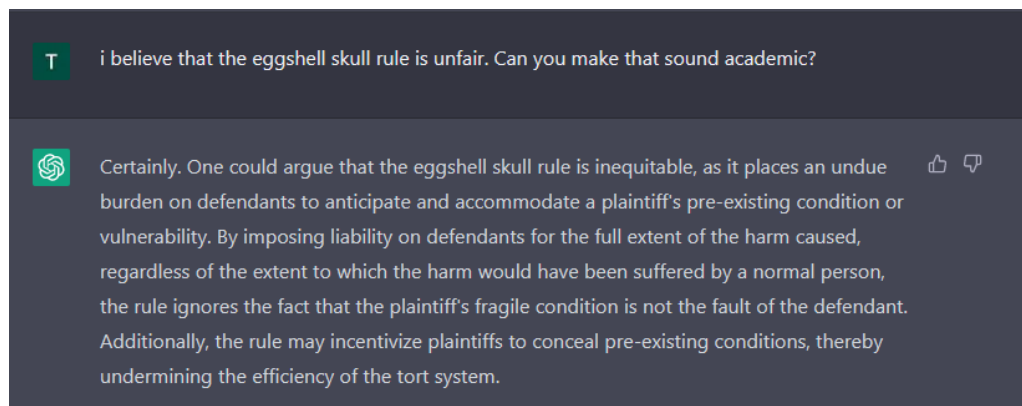 T
i believe that the eggshell skull rule is unfair. Can you make that sound academic?
Certainly. One could argue that the eggshell skull rule is inequitable, as it places an undue
burden on defendants to anticipate and accommodate a plaintiff's pre-existing condition or
vulnerability. By imposing liability on defendants for the full extent of the harm caused,
regardless of the extent to which the harm would have been suffered by a normal person,
the rule ignores the fact that the plaintiff's fragile condition is not the fault of the defendant.
Additionally, the rule may incentivize plaintiffs to conceal pre-existing conditions, thereby
undermining the efficiency of the tort system.